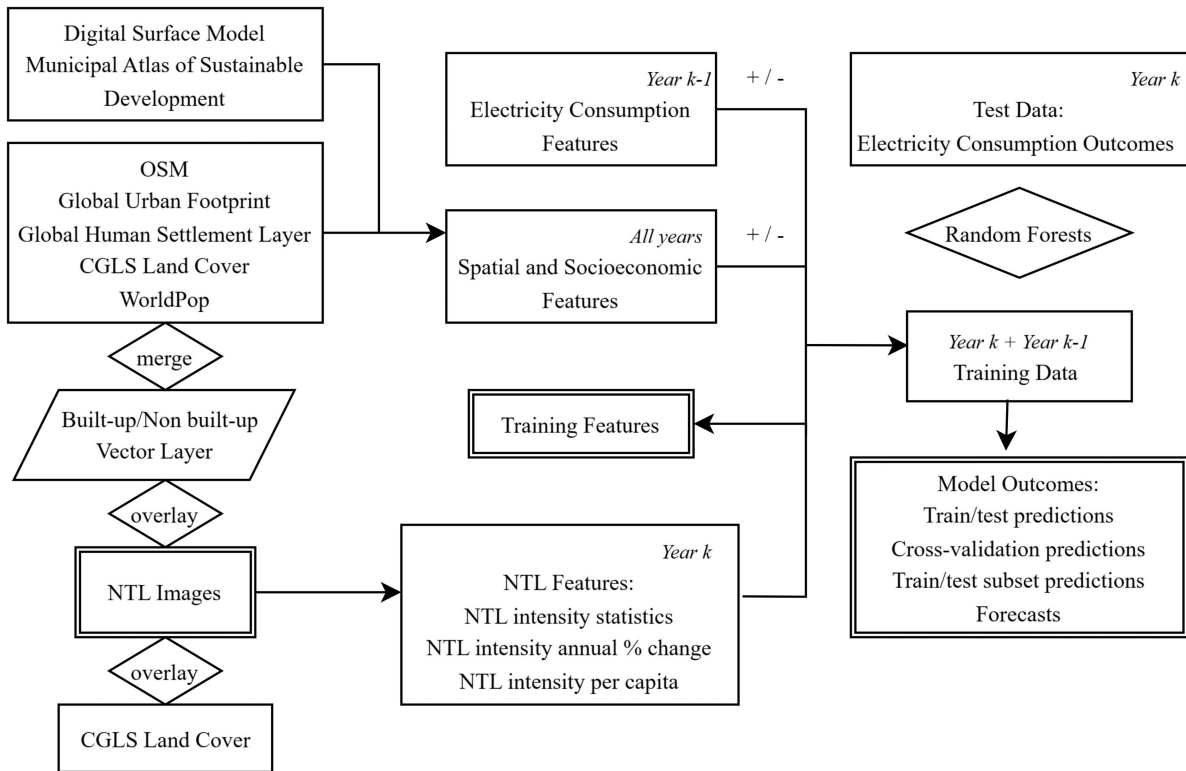 Digital Surface Model
Municipal Atlas of Sustainable
Development
OSM
Global Urban Footprint
Global Human Settlement Layer
CGLS Land Cover
WorldPop
merge
Built-up/Non built-up
Vector Layer
overlay
NTL Images
overlay
CGLS Land Cover
Year k-1
Electricity Consumption
Features
+ / -
All years
Spatial and Socioeconomic
Features
+ / -
Training Features
Year k
NTL Features:
NTL intensity statistics
NTL intensity annual % change
NTL intensity per capita
Year k
Test Data:
Electricity Consumption Outcomes
Random Forests
Year k + Year k-1
Training Data
Model Outcomes:
Train/test predictions
Cross-validation predictions
Train/test subset predictions
Forecasts